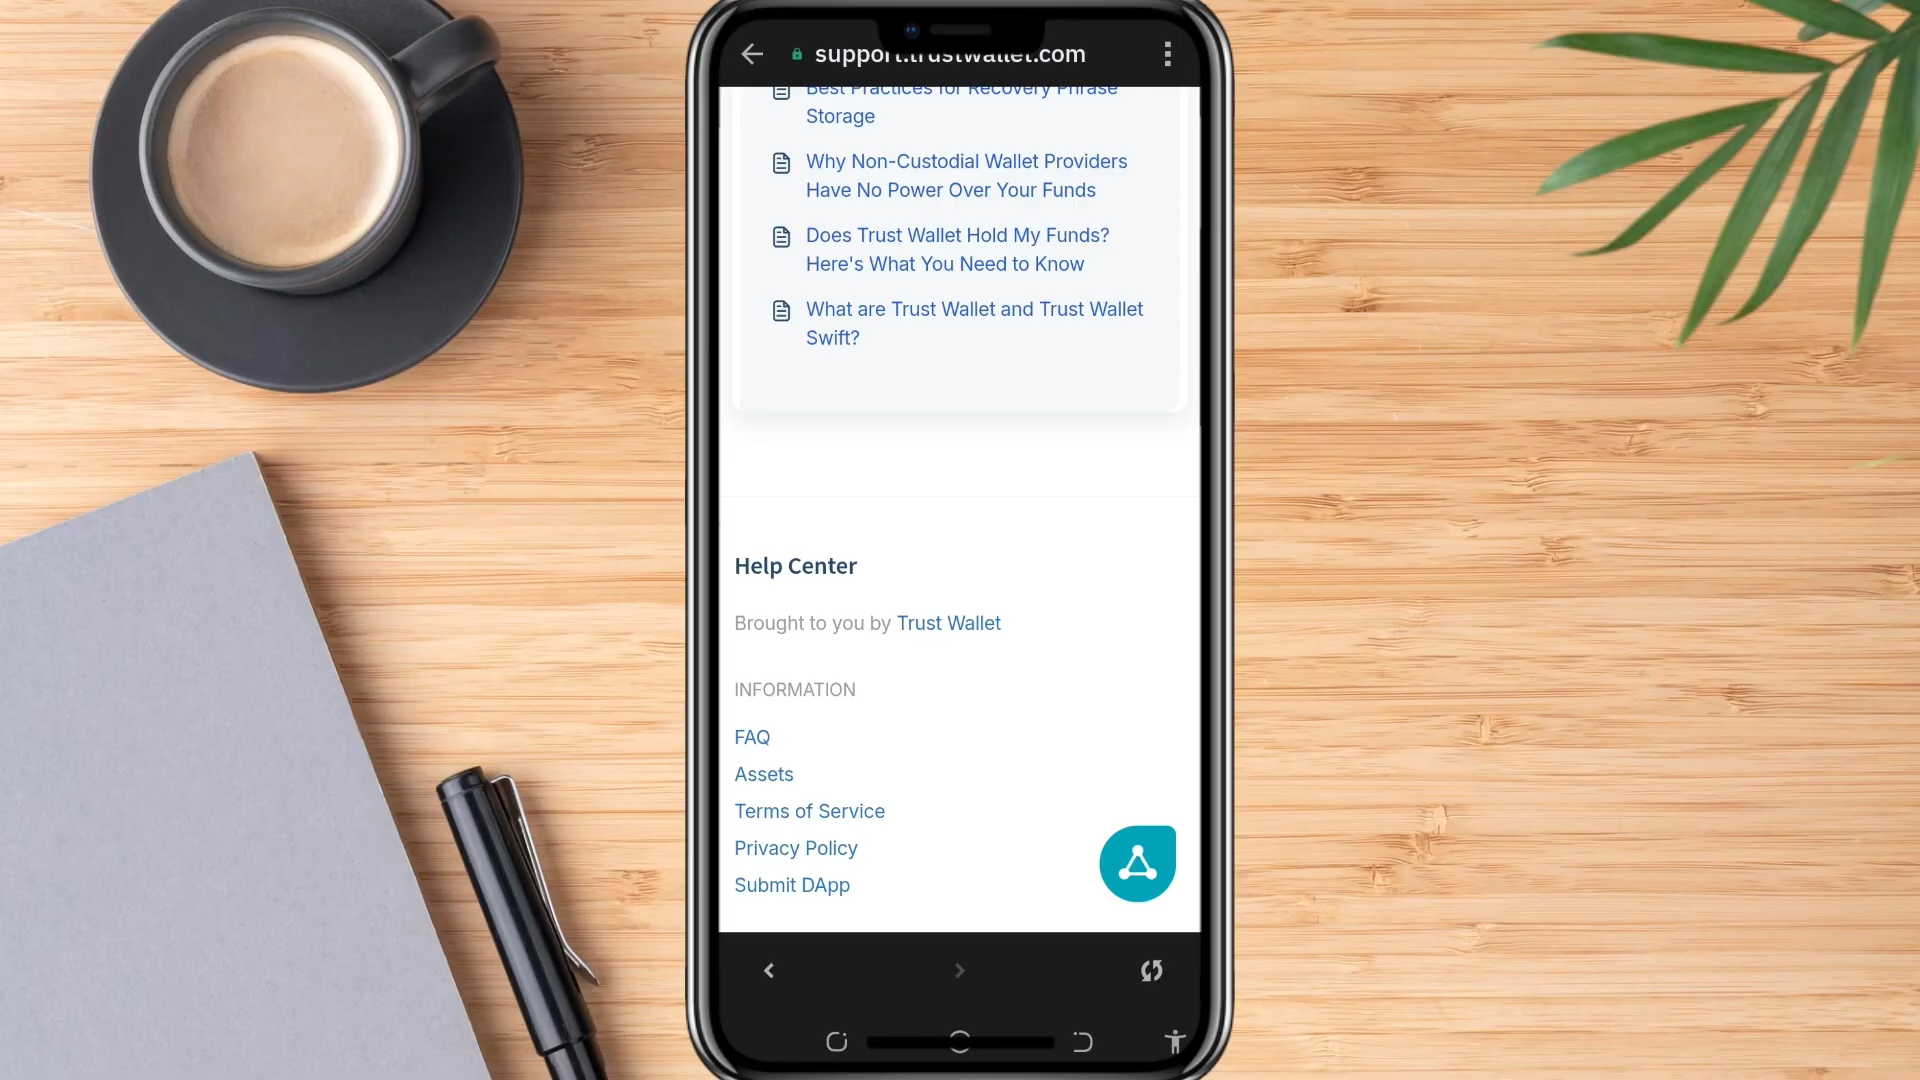 support.trustwallet.com
Best Practices for Recovery Phrase
Storage
Why Non-Custodial Wallet Providers
Have No Power Over Your Funds
Does Trust Wallet Hold My Funds?
Here's What You Need to Know
What are Trust Wallet and Trust Wallet
Swift?
Help Center
Brought to you by Trust Wallet
INFORMATION
FAQ
Assets
Terms of Service
Privacy Policy
Submit DApp